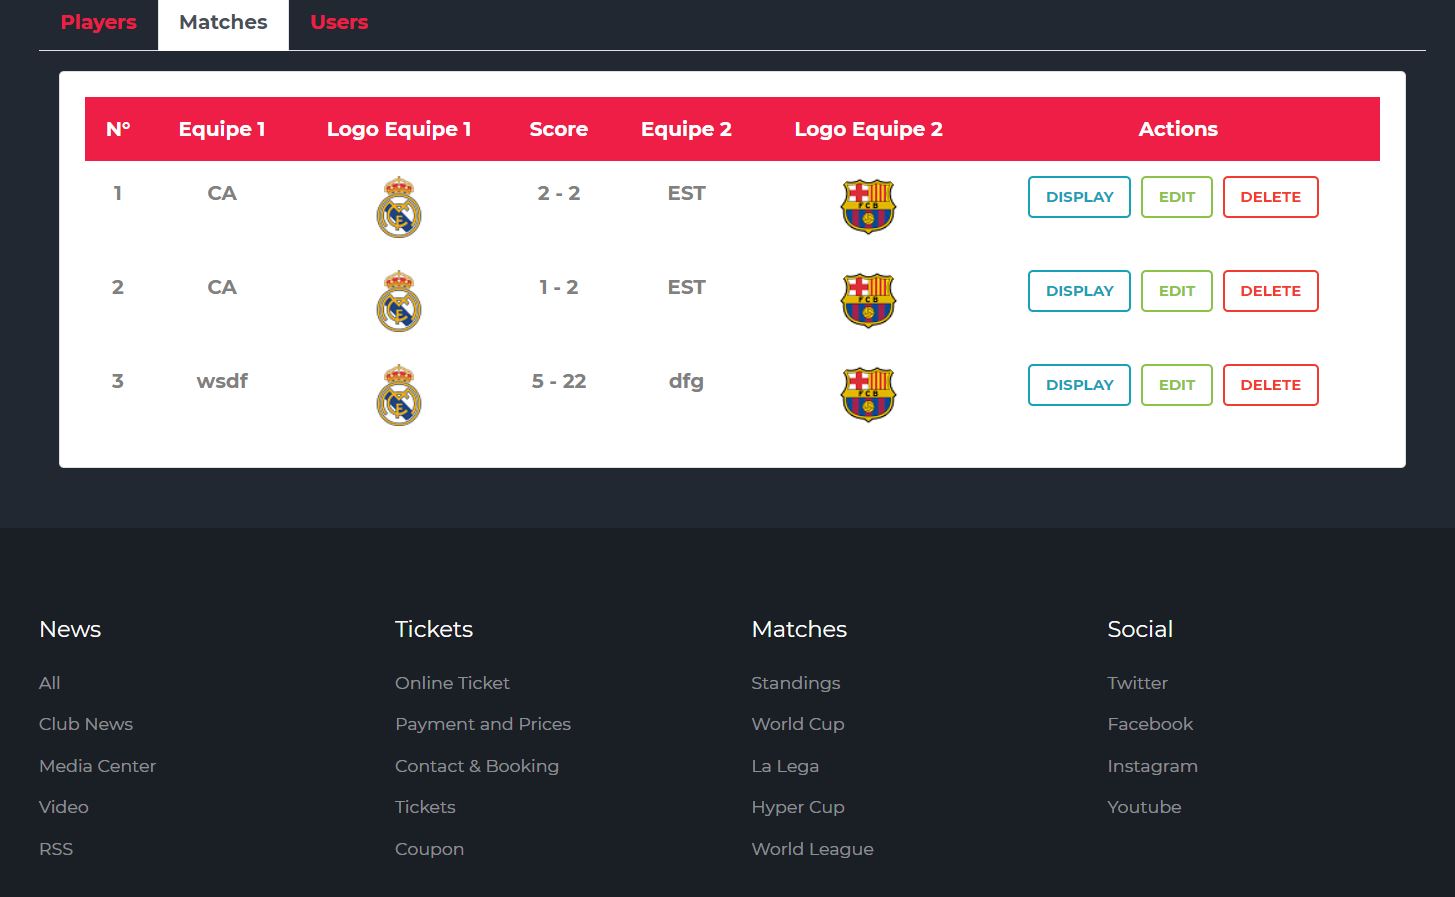 Players Matches Users
N° Equipe 1 Logo Equipe 1 Score Equipe 2 Logo Equipe 2 Actions
1 CA 2 - 2 EST FCB DISPLAY EDIT DELETE
2 CA 1 - 2 EST FCB DISPLAY EDIT DELETE
3 wsdf 5 - 22 dfg FCB DISPLAY EDIT DELETE
News Tickets Matches Social
All Online Ticket Standings Twitter
Club News Payment and Prices World Cup Facebook
Media Center Contact & Booking La Lega Instagram
Video Tickets Hyper Cup Youtube
RSS Coupon World League